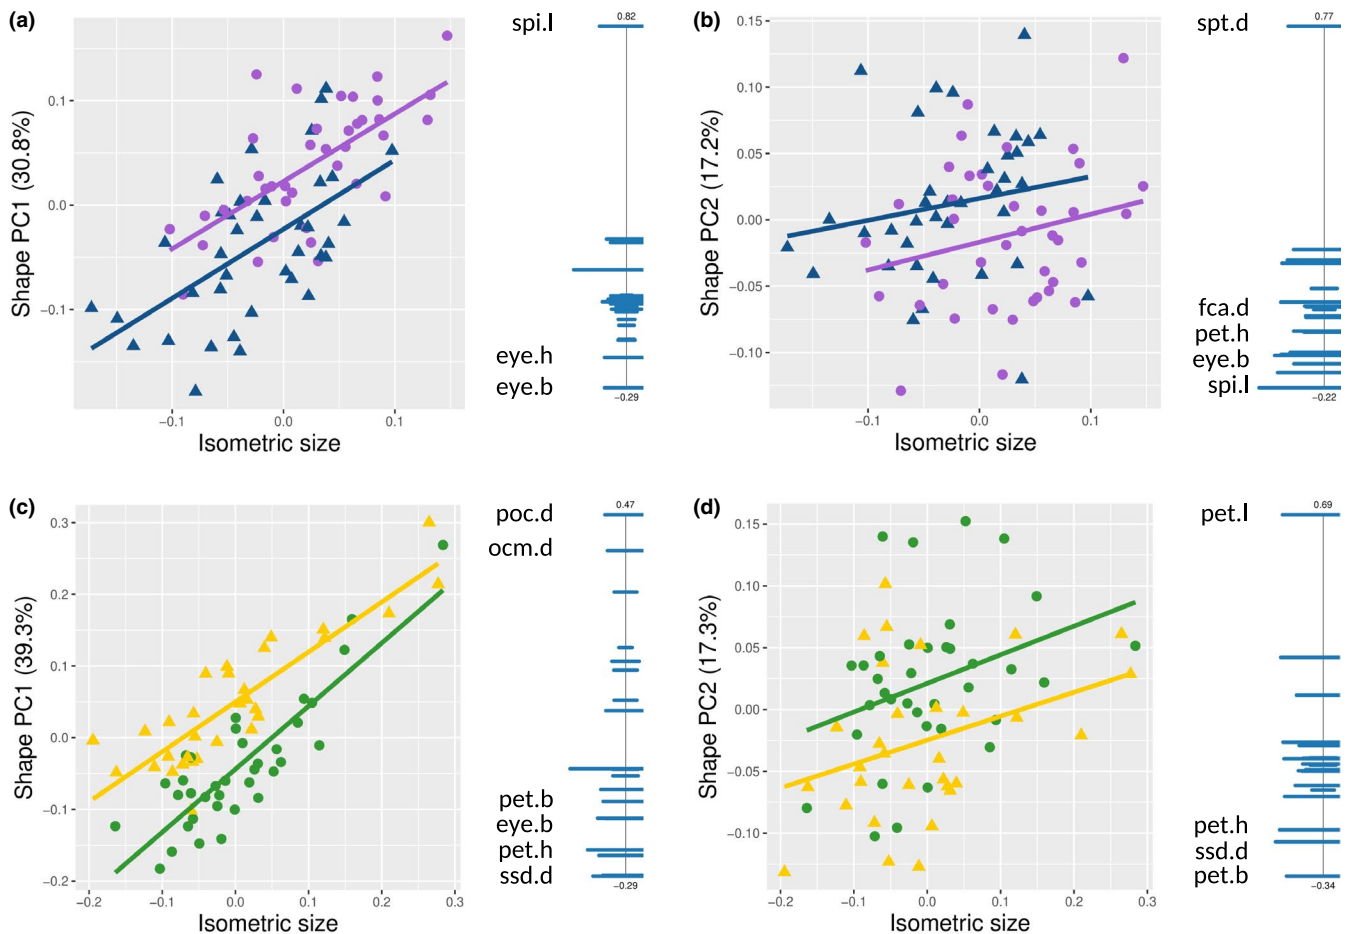 (a)
Shape PC1 (30.8%)
0.1
0.0
−0.1
−0.1
0.0
0.1
Isometric size
0.82
spi.l
eye.h
eye.b
−0.29
(b)
Shape PC2 (17.2%)
0.15
0.10
0.05
0.00
−0.05
−0.10
−0.1
0.0
0.1
Isometric size
0.77
spt.d
fca.d
pet.h
eye.b
spi.l
−0.22
(c)
Shape PC1 (39.3%)
0.3
0.2
0.1
0.0
−0.1
−0.2
−0.2
−0.1
0.0
0.1
0.2
0.3
Isometric size
0.47
poc.d
ocm.d
pet.b
eye.b
pet.h
ssd.d
−0.29
(d)
Shape PC2 (17.3%)
0.15
0.10
0.05
0.00
−0.05
−0.10
−0.2
−0.1
0.0
0.1
0.2
0.3
Isometric size
0.69
pet.l
pet.h
ssd.d
pet.b
−0.34